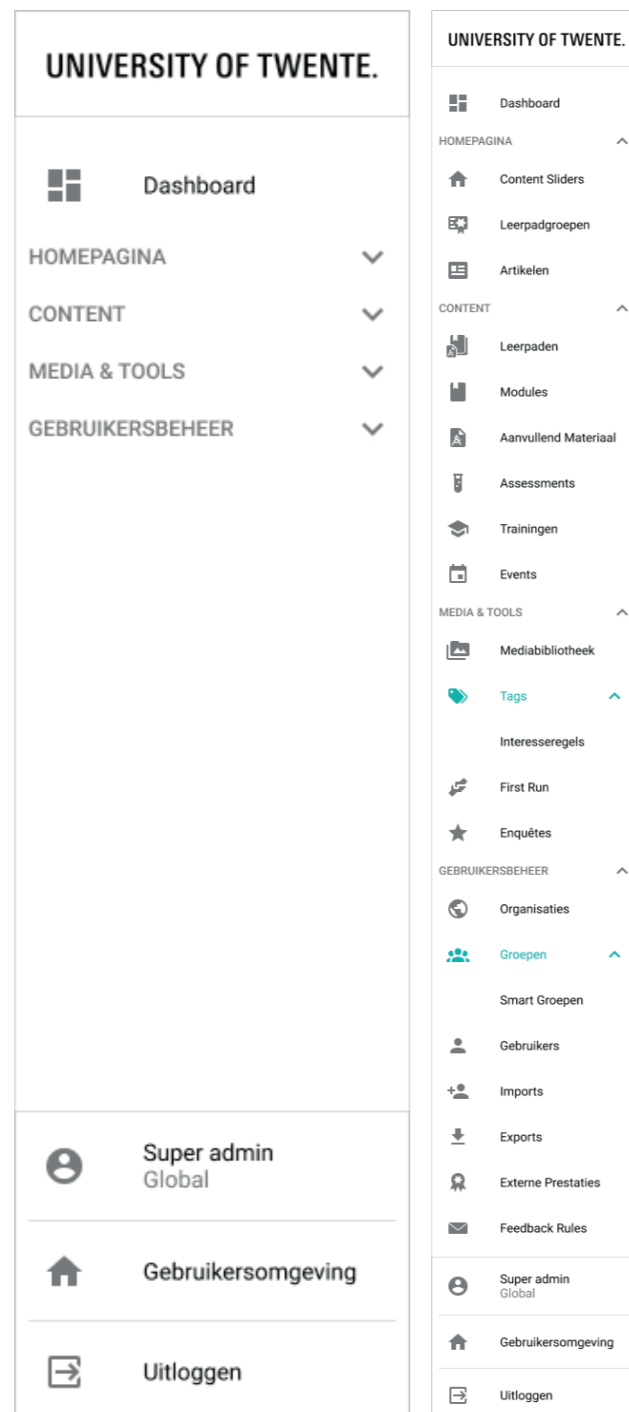 UNIVERSITY OF TWENTE.
Dashboard
HOMEPAGINA
CONTENT
MEDIA & TOOLS
GEBRUIKERSBEHEER
Super admin
Global
Gebruikersomgeving
Uitloggen
UNIVERSITY OF TWENTE.
Dashboard
HOMEPAGINA
Content Sliders
Leerpadgroepen
Artikelen
CONTENT
Leerpaden
Modules
Aanvullend Materiaal
Assessments
Trainingen
Events
MEDIA & TOOLS
Mediabibliotheek
Tags
Interesseregels
First Run
Enquêtes
GEBRUIKERSBEHEER
Organisaties
Groepen
Smart Groepen
Gebruikers
Imports
Exports
Externe Prestaties
Feedback Rules
Super admin
Global
Gebruikersomgeving
Uitloggen